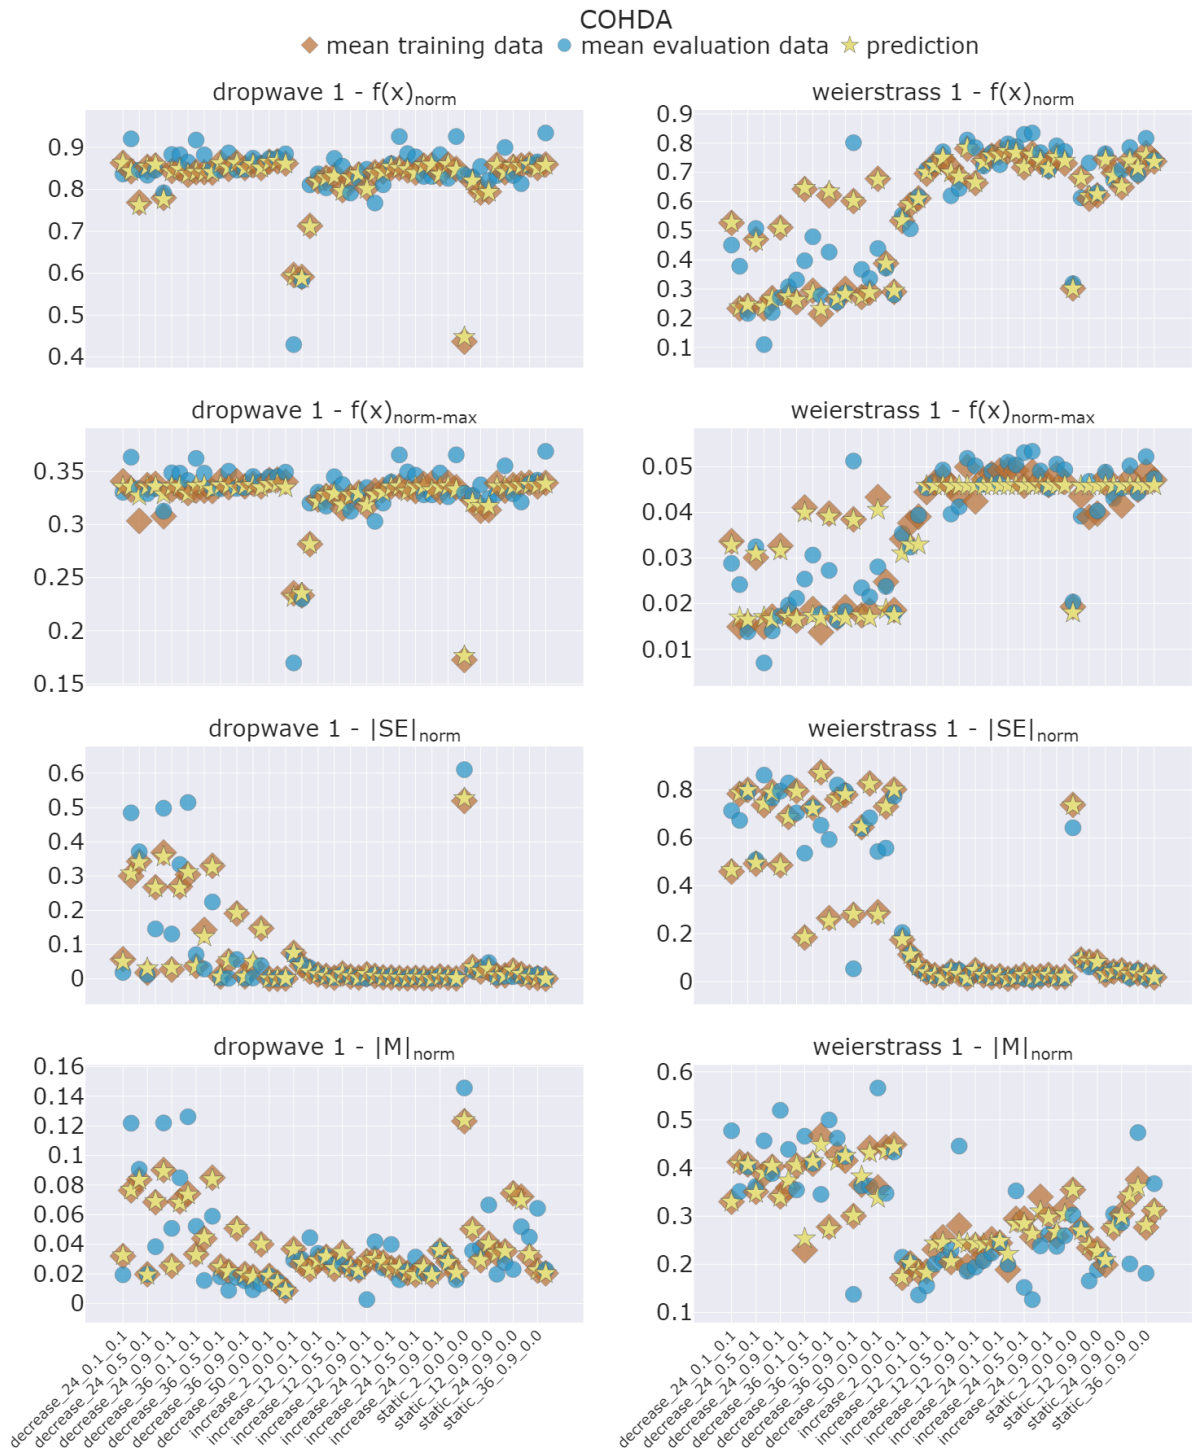 COHDA
mean training data mean evaluation data prediction
dropwave 1 - f(x)norm
0.9
0.8
0.7
0.6
0.5
0.4
weierstrass 1 - f(x)norm
0.9
0.8
0.7
0.6
0.5
0.4
0.3
0.2
0.1
dropwave 1 - f(x)norm-max
0.35
0.3
0.25
0.2
0.15
weierstrass 1 - f(x)norm-max
0.05
0.04
0.03
0.02
0.01
dropwave 1 - |SE|norm
0.6
0.5
0.4
0.3
0.2
0.1
0
weierstrass 1 - |SE|norm
0.8
0.6
0.4
0.2
0
dropwave 1 - |M|norm
0.16
0.14
0.12
0.1
0.08
0.06
0.04
0.02
0
decrease_24_0.1_0.1
decrease_24_0.5_0.1
decrease_24_0.9_0.1
decrease_36_0.1_0.1
decrease_36_0.5_0.1
decrease_36_0.9_0.1
decrease_50_0.0_0.1
increase_2_0.0_0.1
increase_12_0.1_0.1
increase_12_0.5_0.1
increase_12_0.9_0.1
increase_24_0.1_0.1
increase_24_0.5_0.1
increase_24_0.9_0.1
static_2_0.0_0.0
static_12_0.9_0.0
static_24_0.9_0.0
static_36_0.9_0.0
weierstrass 1 - |M|norm
0.6
0.5
0.4
0.3
0.2
0.1
decrease_24_0.1_0.1
decrease_24_0.5_0.1
decrease_24_0.9_0.1
decrease_36_0.1_0.1
decrease_36_0.5_0.1
decrease_36_0.9_0.1
decrease_50_0.0_0.1
increase_2_0.0_0.1
increase_12_0.1_0.1
increase_12_0.5_0.1
increase_12_0.9_0.1
increase_24_0.1_0.1
increase_24_0.5_0.1
increase_24_0.9_0.1
static_2_0.0_0.0
static_12_0.9_0.0
static_24_0.9_0.0
static_36_0.9_0.0